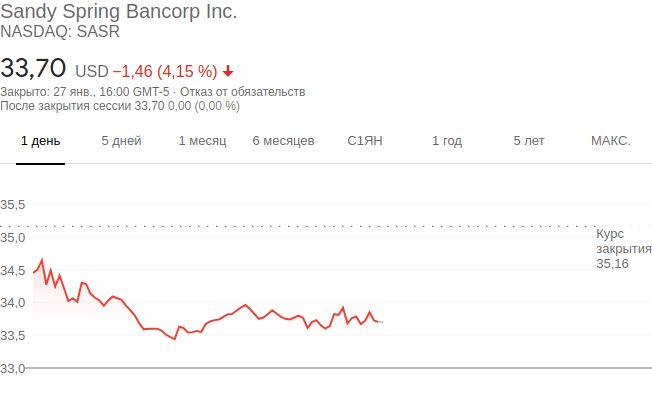 Sandy Spring Bancorp Inc.
NASDAQ: SASR
33,70 USD −1,46 (4,15 %)
Закрыто: 27 янв., 16:00 GMT-5 · Отказ от обязательств
После закрытия сессии 33,70 0,00 (0,00 %)
1 день 5 дней 1 месяц 6 месяцев С1ЯН 1 год 5 лет МАКС.
35,5
35,0
34,5
34,0
33,5
33,0
Курс
закрытия
35,16